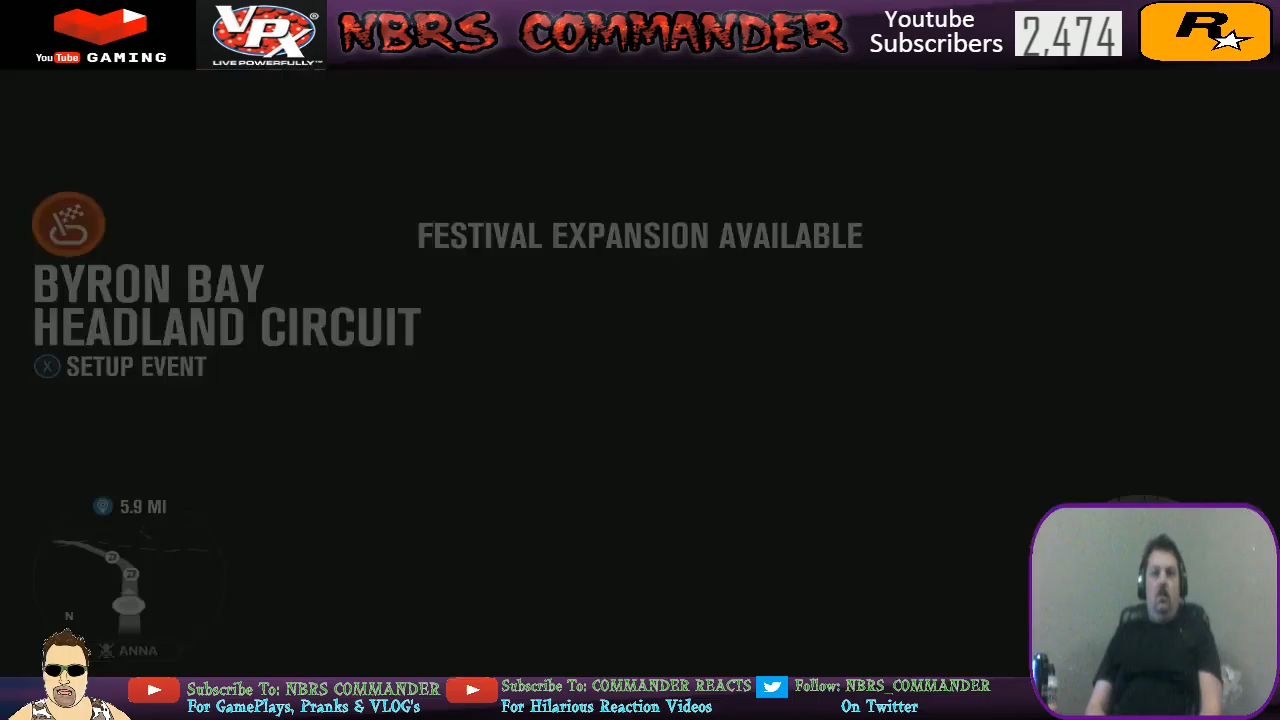 YouTube GAMING
VPX®
LIVE POWERFULLY™
NBRS COMMANDER
Youtube
Subscribers
2,474
R
FESTIVAL EXPANSION AVAILABLE
BYRON BAY
HEADLAND CIRCUIT
X SETUP EVENT
5.9 MI
N
ANNA
Subscribe To: NBRS COMMANDER
For GamePlays, Pranks & VLOG's
Subscribe To: COMMANDER REACTS
For Hilarious Reaction Videos
Follow: NBRS_COMMANDER
On Twitter